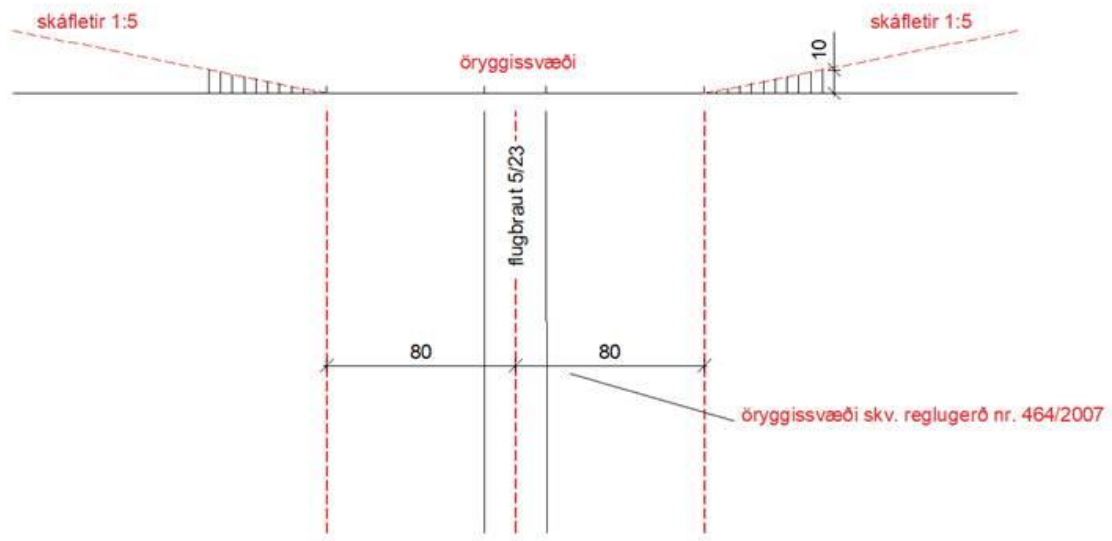 skáfletir 1:5
skáfletir 1:5
10
öryggissvæði
flugbraut 5/23
80
80
öryggissvæði skv. reglugerð nr. 464/2007